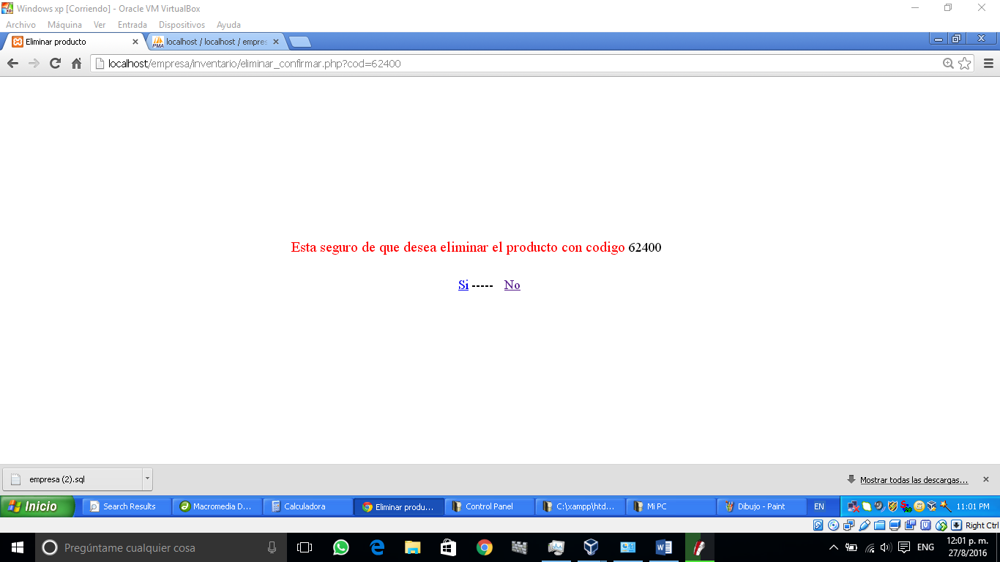 Windows xp [Corriendo] - Oracle VM VirtualBox
Archivo Máquina Ver Entrada Dispositivos Ayuda
Eliminar producto
PMA localhost / localhost / empres
localhost/empresa/inventario/eliminar_confirmar.php?cod=62400
Esta seguro de que desea eliminar el producto con codigo 62400
Si ----- No
empresa (2).sql
Mostrar todas las descargas...
Inicio Search Results Macromedia D... Calculadora Eliminar produ... Control Panel C:\xampp\htd... Mi PC Dibujo - Paint EN 11:01 PM
Right Ctrl
Pregúntame cualquier cosa
ENG
12:01 p. m.
27/8/2016